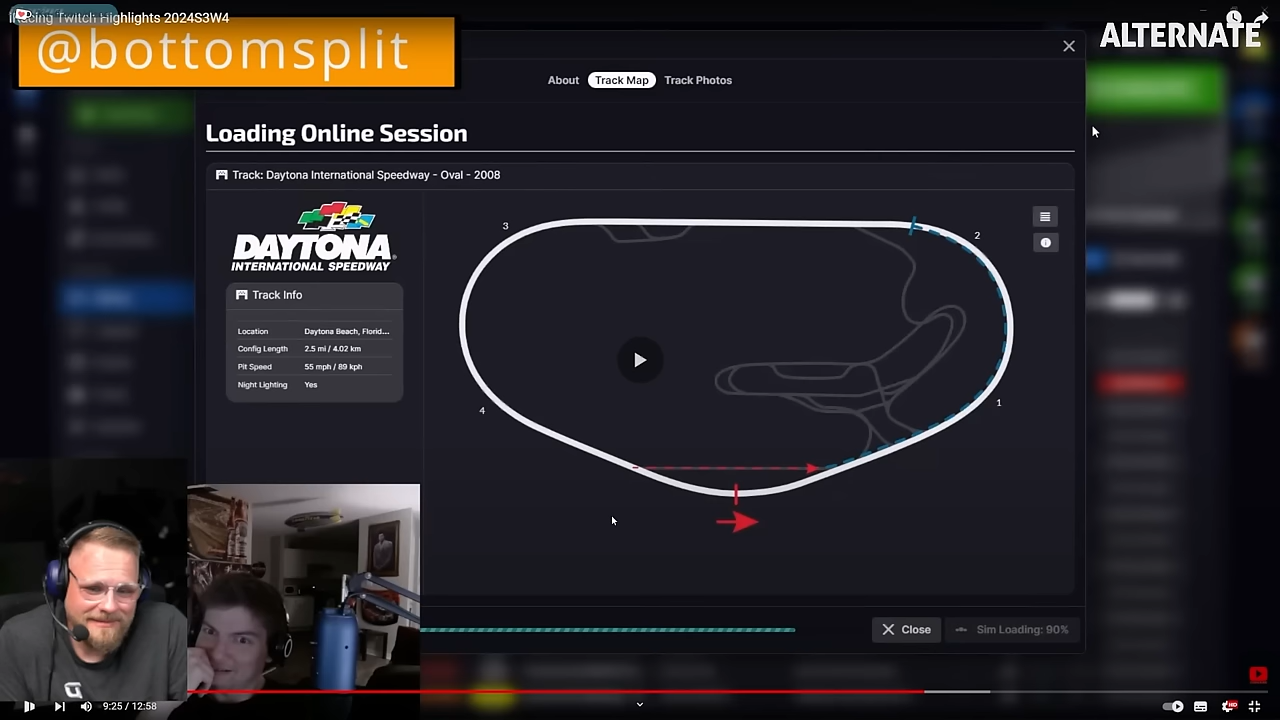 iRacing Twitch Highlights 2024S3W4
@bottomsplit
ALTERNATE
About
Track Map
Track Photos
Loading Online Session
Track: Daytona International Speedway - Oval - 2008
DAYTONA
INTERNATIONAL SPEEDWAY
Track Info
Location Daytona Beach, Florid...
Config Length 2.5 mi / 4.02 km
Pit Speed 55 mph / 89 kph
Night Lighting Yes
3
2
4
1
Close
Sim Loading: 90%
9:25 / 12:58
HD